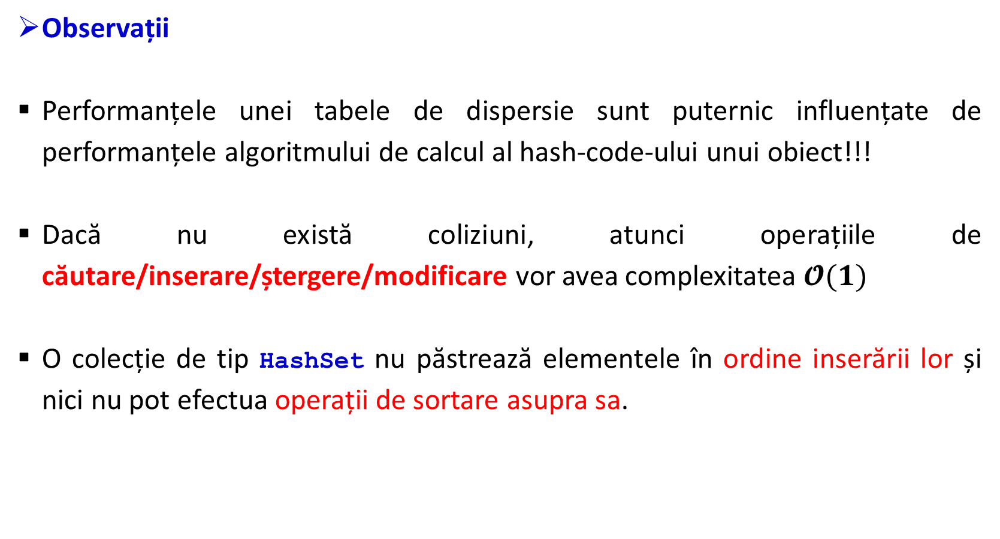 ➢Observații
▪ Performanțele unei tabele de dispersie sunt puternic influențate de
performanțele algoritmului de calcul al hash-code-ului unui obiect!!!
▪ Dacă nu există coliziuni, atunci operațiile de
căutare/inserare/ștergere/modificare vor avea complexitatea 𝓞(𝟏)
▪ O colecție de tip HashSet nu păstrează elementele în ordine inserării lor și
nici nu pot efectua operații de sortare asupra sa.